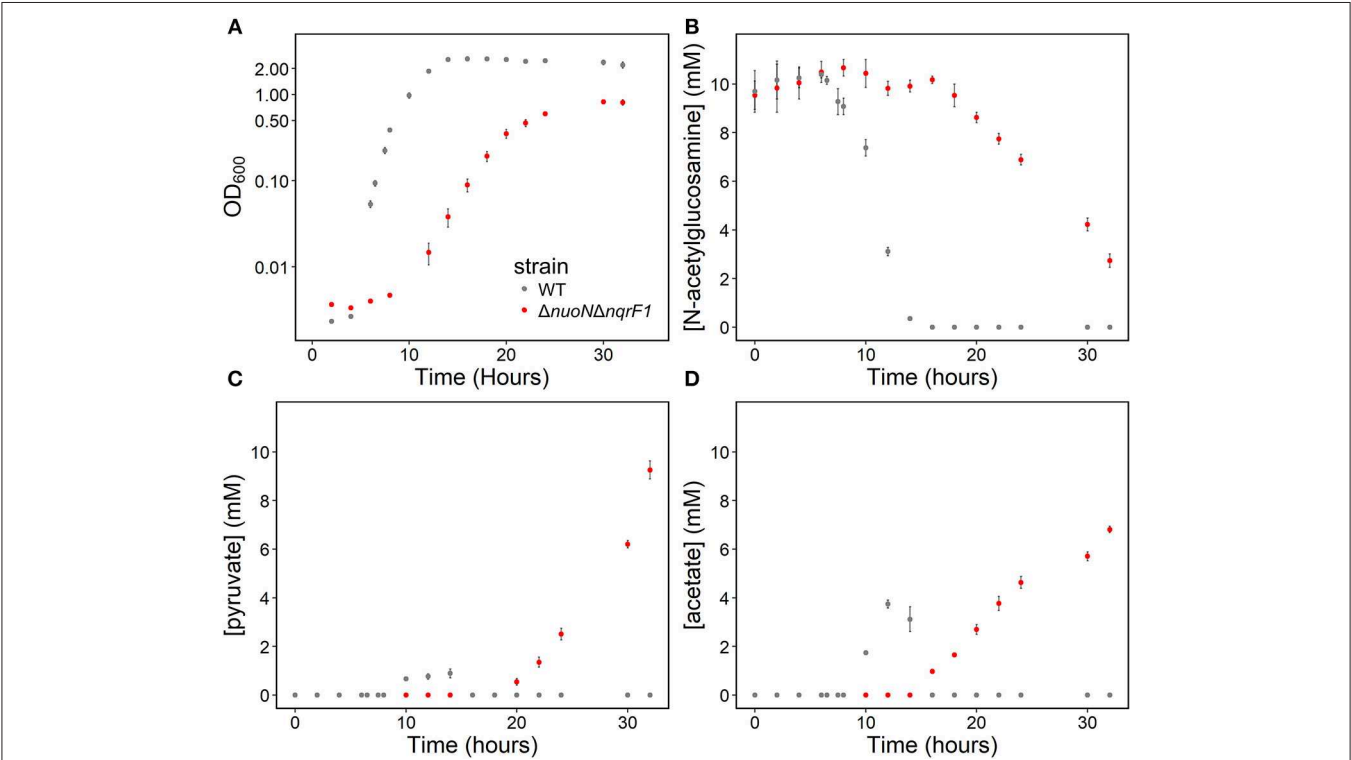 A
OD600
2.00
1.00
0.50
0.10
0.01
strain
WT
ΔnuoNΔnqrF1
0 10 20 30
Time (Hours)
B
[N-acetylglucosamine] (mM)
10
8
6
4
2
0
0 10 20 30
Time (hours)
C
[pyruvate] (mM)
10
8
6
4
2
0
0 10 20 30
Time (hours)
D
[acetate] (mM)
10
8
6
4
2
0
0 10 20 30
Time (hours)